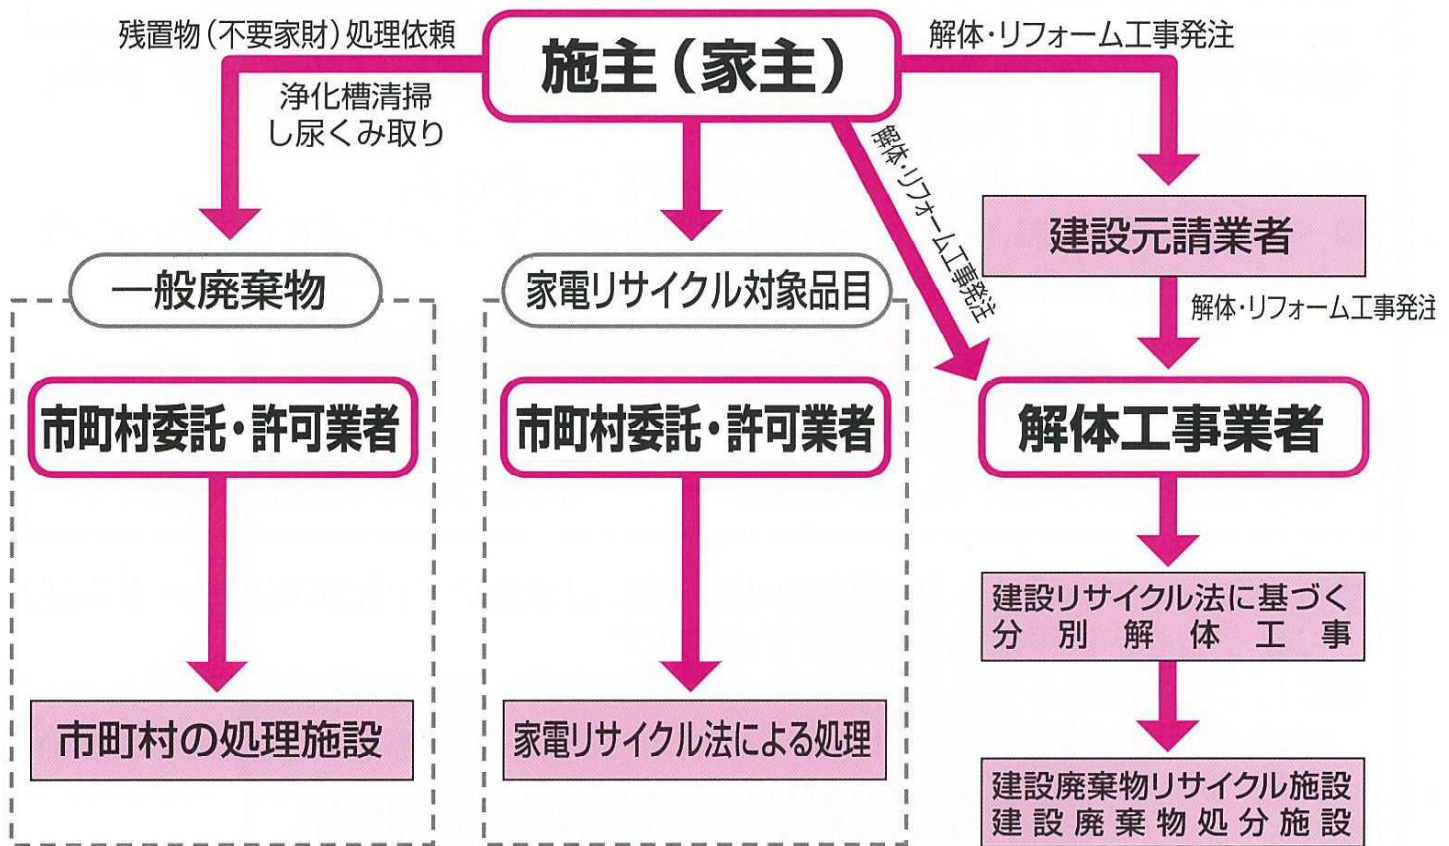 残置物(不要家財)処理依頼
施主(家主)
解体・リフォーム工事発注
浄化槽清掃
し尿くみ取り
解体・リフォーム工事発注
建設元請業者
一般廃棄物
家電リサイクル対象品目
解体・リフォーム工事発注
市町村委託・許可業者
市町村委託・許可業者
解体工事業者
建設リサイクル法に基づく
分別解体工事
市町村の処理施設
家電リサイクル法による処理
建設廃棄物リサイクル施設
建設廃棄物処分施設